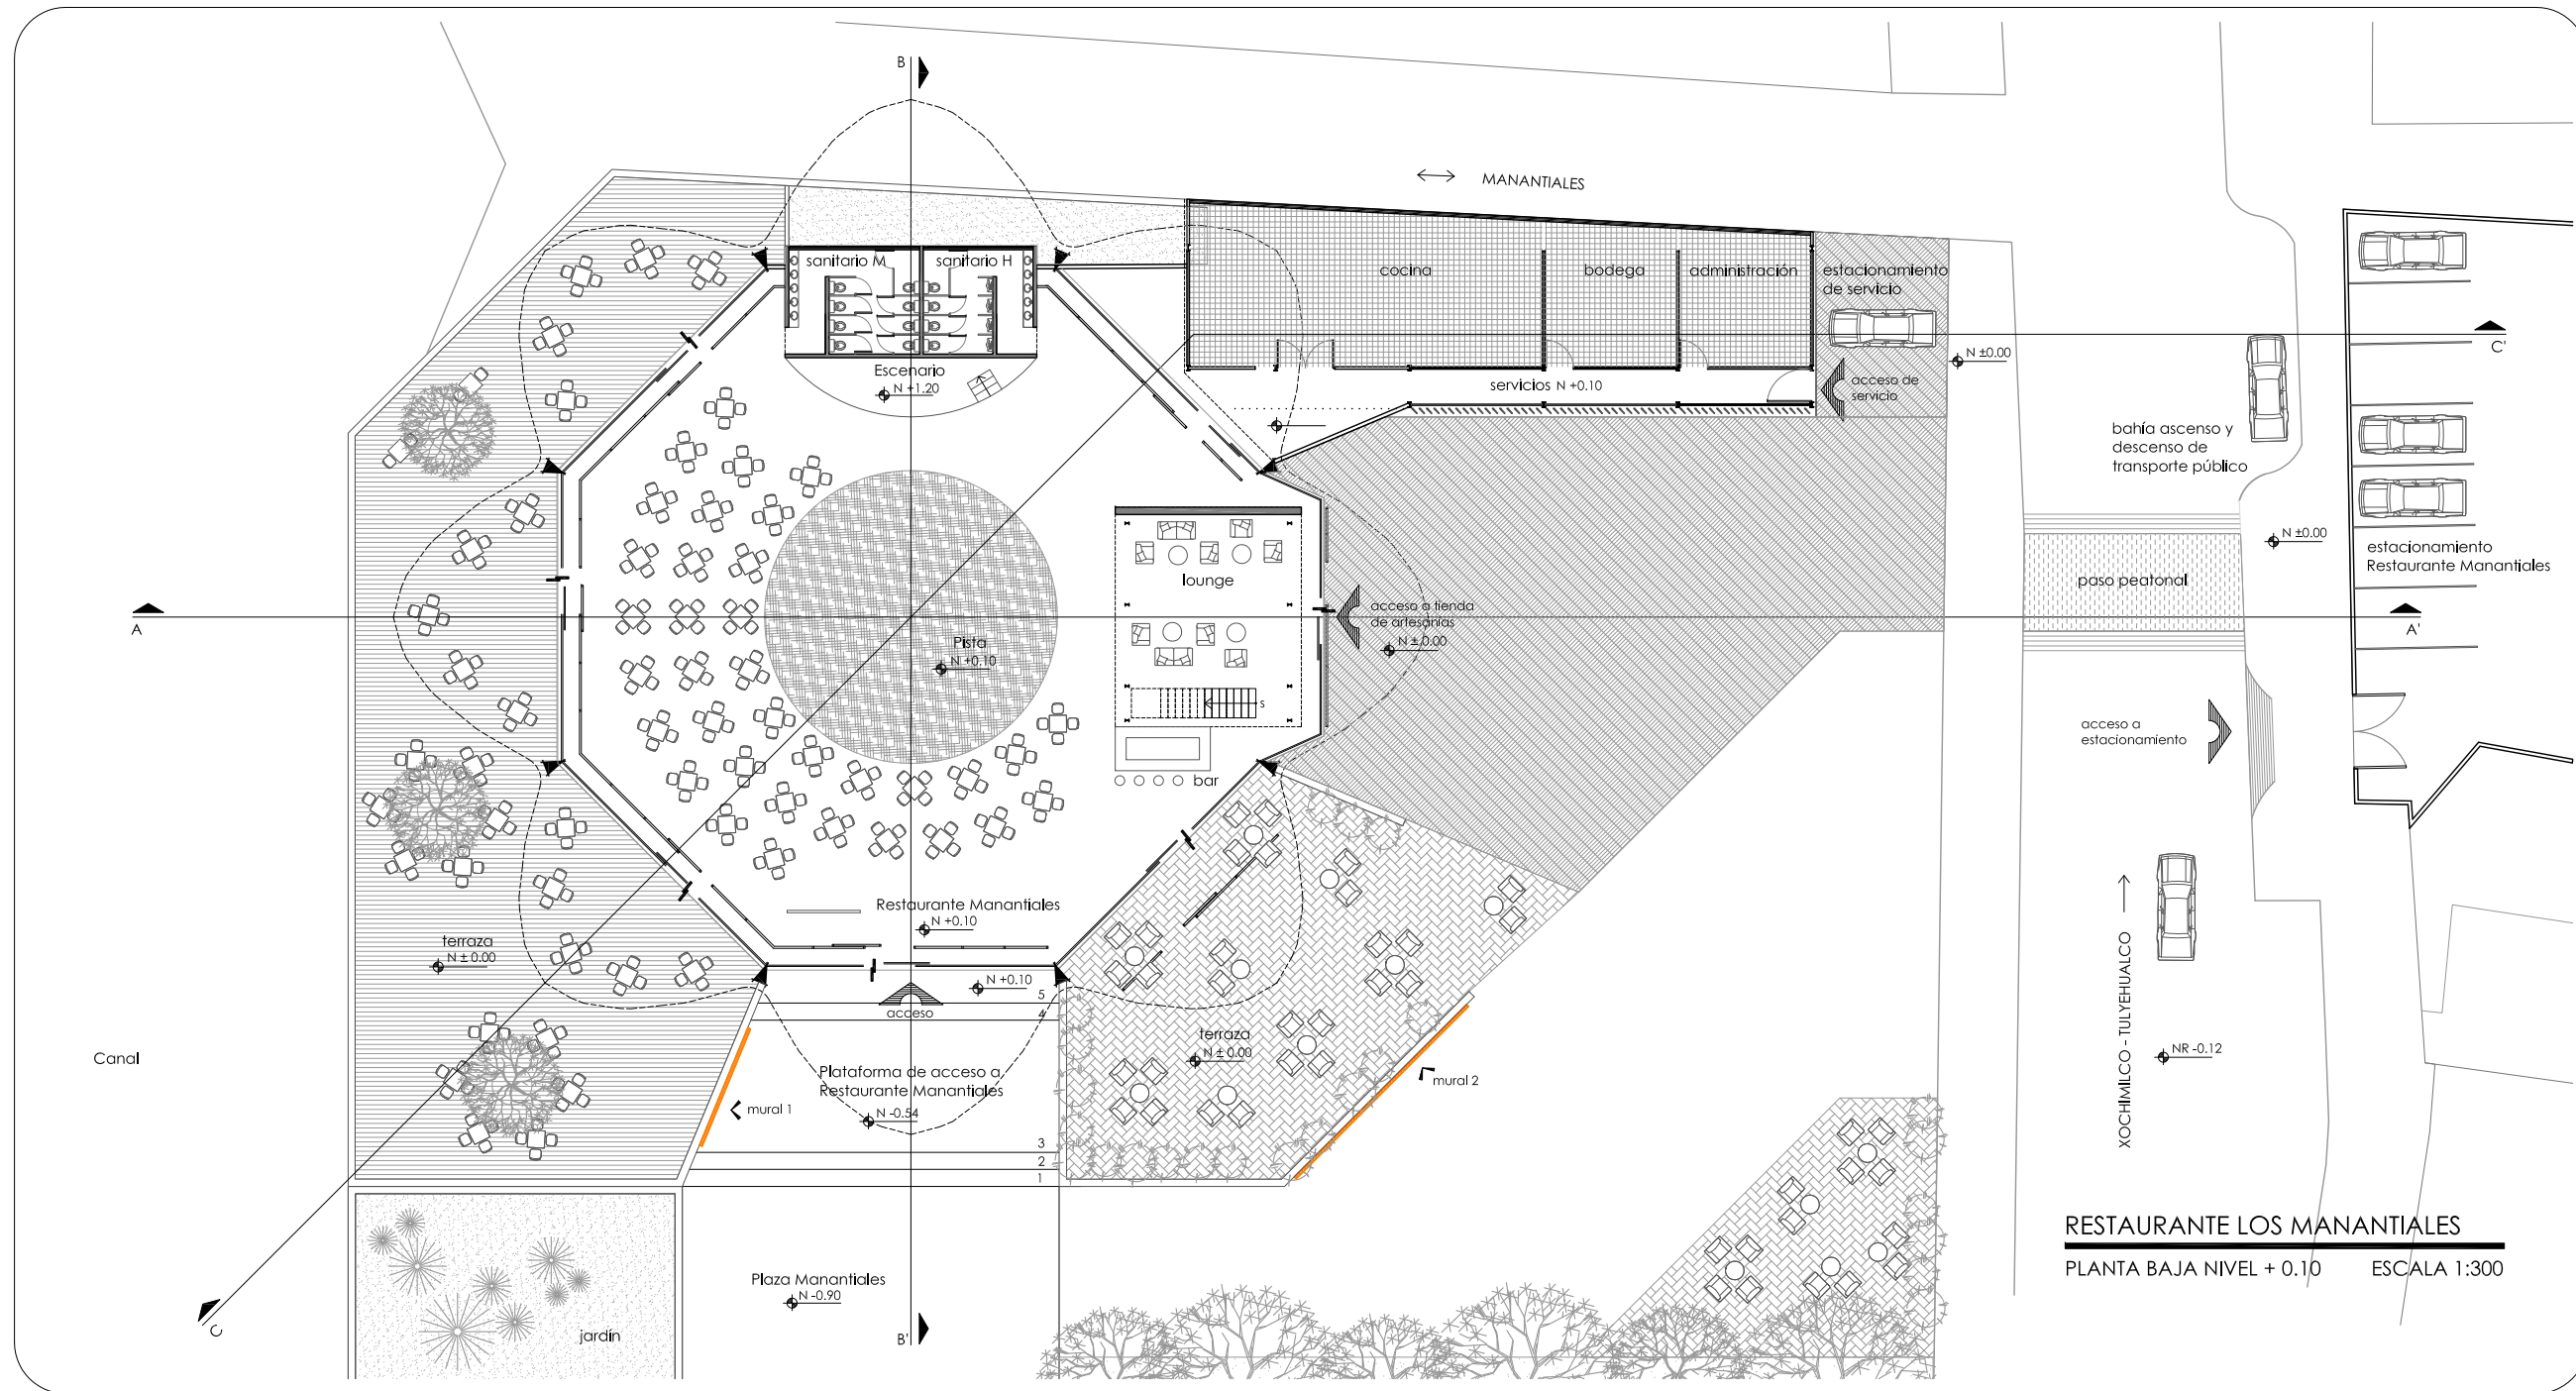 B
MANANTIALES
sanitario M
sanitario H
cocina
bodega
administración
estacionamiento
de servicio
C'
N ±0.00
Escenario
N +1.20
servicios N +0.10
acceso de
servicio
bahía ascenso y
descenso de
transporte público
N ±0.00
estacionamiento
Restaurante Manantiales
lounge
paso peatonal
acceso a tienda
de artesanías
N ±0.00
A
A'
Pista
N +0.10
s
acceso a
estacionamiento
bar
Restaurante Manantiales
N +0.10
terraza
N ±0.00
N +0.10
acceso
5
4
XOCHIMILCO - TULYEHUALCO
terraza
N ±0.00
NR -0.12
Canal
Plataforma de acceso a
Restaurante Manantiales
N -0.54
mural 1
mural 2
3
2
1
RESTAURANTE LOS MANANTIALES
PLANTA BAJA NIVEL + 0.10
ESCALA 1:300
Plaza Manantiales
N -0.90
C
jardín
B'